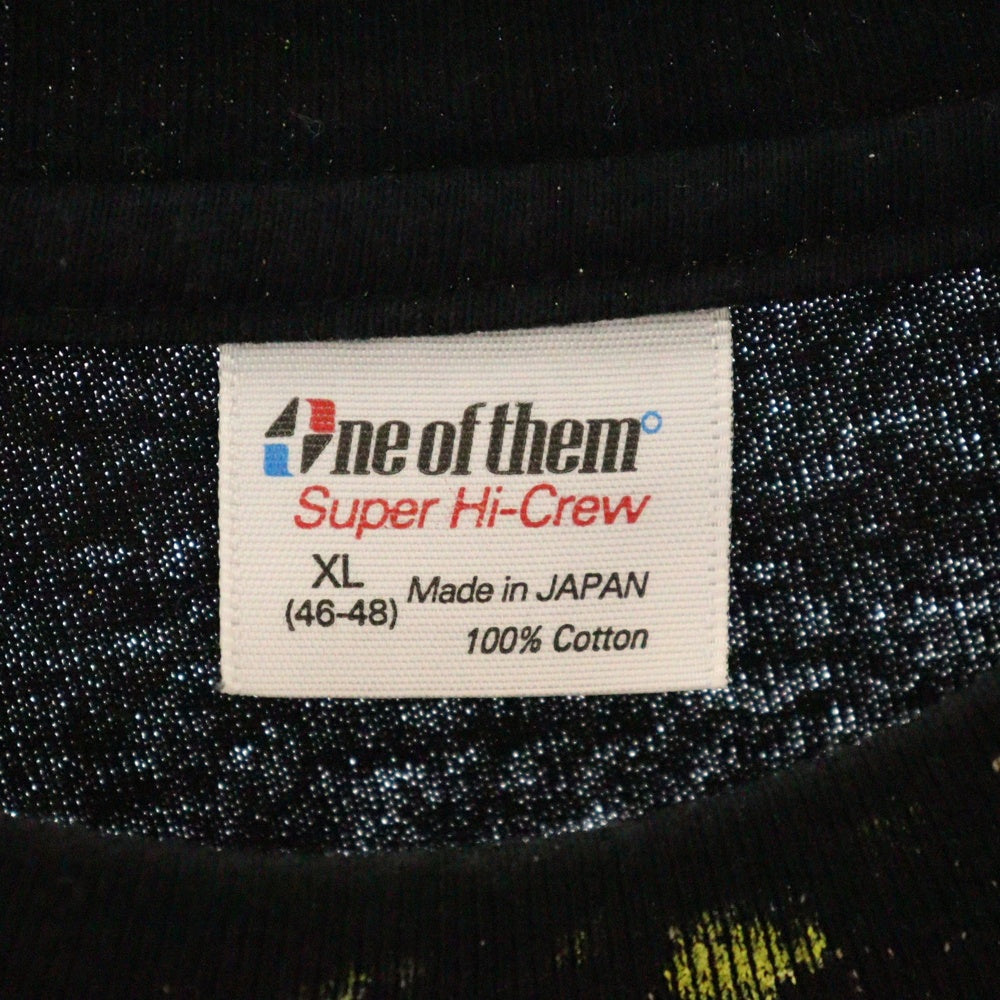 One of them
Super Hi-Crew
XL
(46-48)
Made in JAPAN
100% Cotton